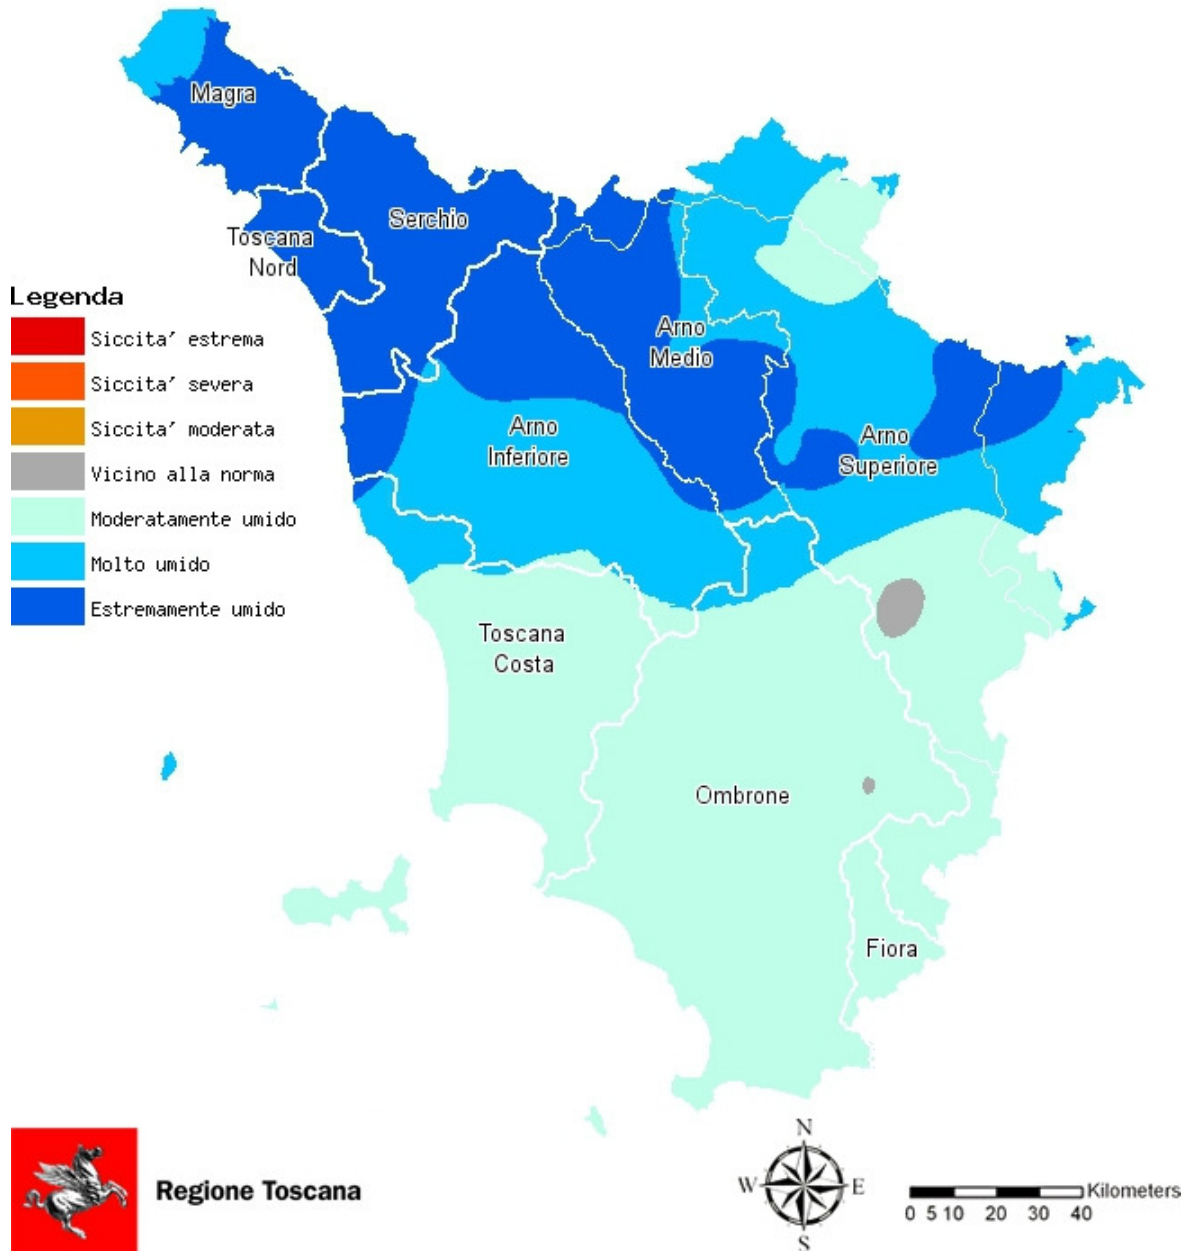 Magra
Serchio
Toscana
Nord
Legenda
Siccita' estrema
Siccita' severa
Siccita' moderata
Vicino alla norma
Moderatamente umido
Molto umido
Estremamente umido
Arno
Medio
Arno
Inferiore
Arno
Superiore
Toscana
Costa
Ombrone
Fiora
Regione Toscana
N
W E
S
Kilometers
0 5 10 20 30 40